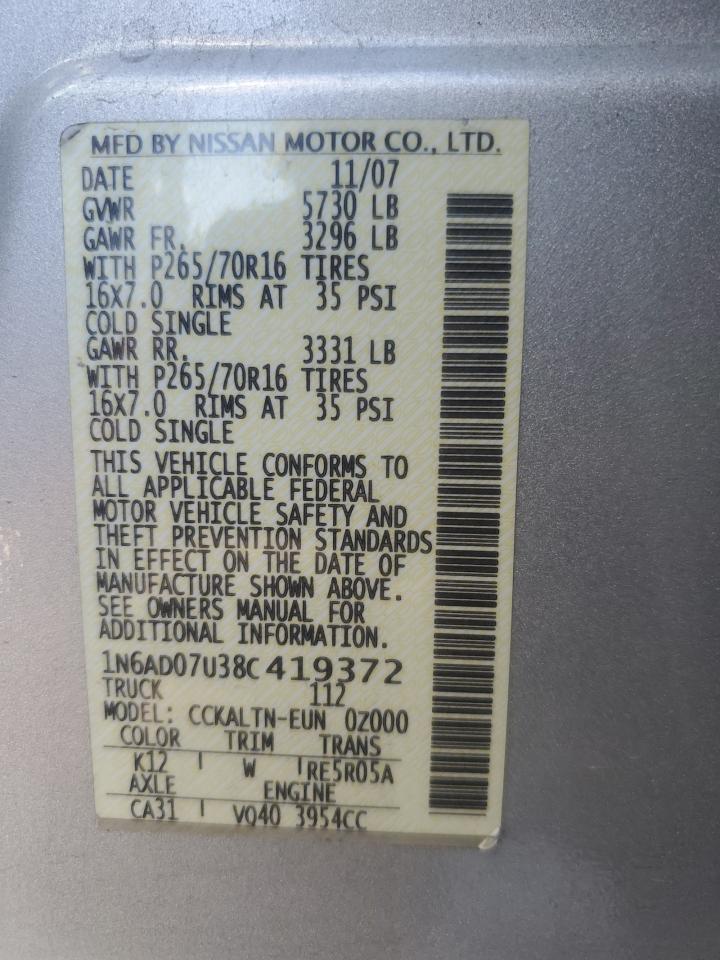 MFD BY NISSAN MOTOR CO., LTD.
DATE 11/07
GVWR 5730 LB
GAWR FR. 3296 LB
WITH P265/70R16 TIRES
16X7.0 RIMS AT 35 PSI
COLD SINGLE
GAWR RR. 3331 LB
WITH P265/70R16 TIRES
16X7.0 RIMS AT 35 PSI
COLD SINGLE
THIS VEHICLE CONFORMS TO
ALL APPLICABLE FEDERAL
MOTOR VEHICLE SAFETY AND
THEFT PREVENTION STANDARDS
IN EFFECT ON THE DATE OF
MANUFACTURE SHOWN ABOVE.
SEE OWNERS MANUAL FOR
ADDITIONAL INFORMATION.
1N6AD07U38C419372
TRUCK 112
MODEL: CCKALTN-EUN 0Z000
COLOR TRIM TRANS
K12 W RE5R05A
AXLE ENGINE
CA31 VQ40 3954CC